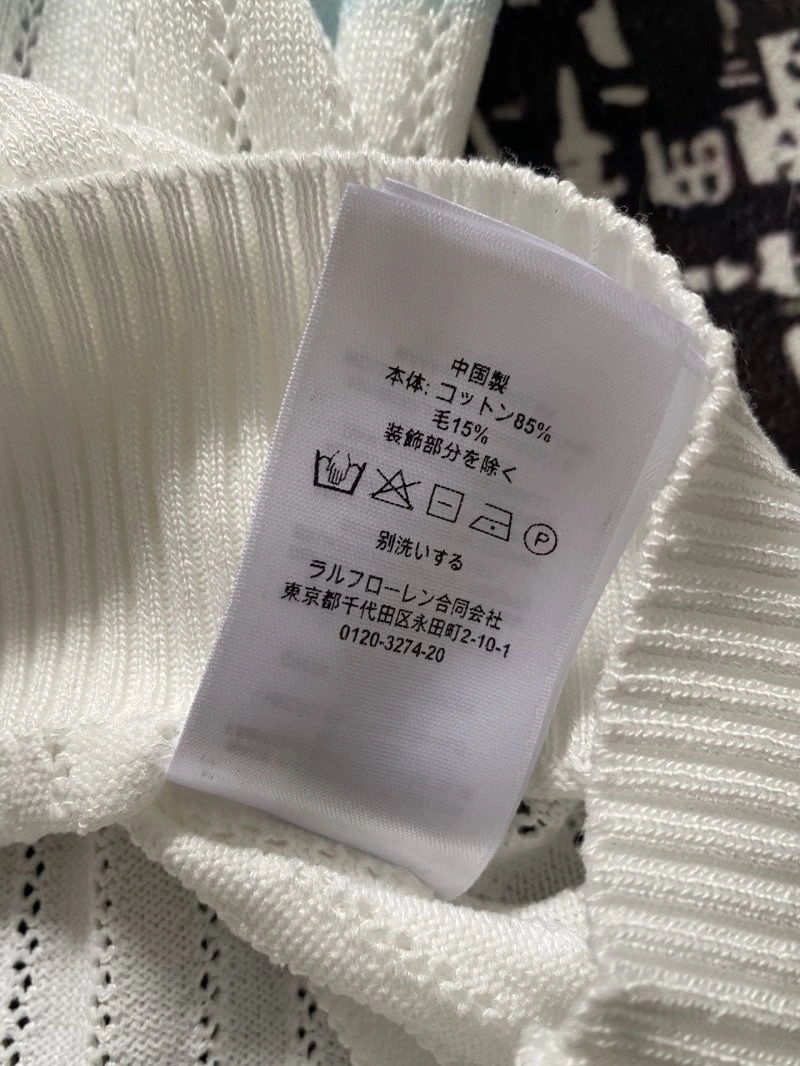 中国製
本体: コットン85%
毛15%
装飾部分を除く
P
別洗いする
ラルフローレン合同会社
東京都千代田区永田町2-10-1
0120-3274-20